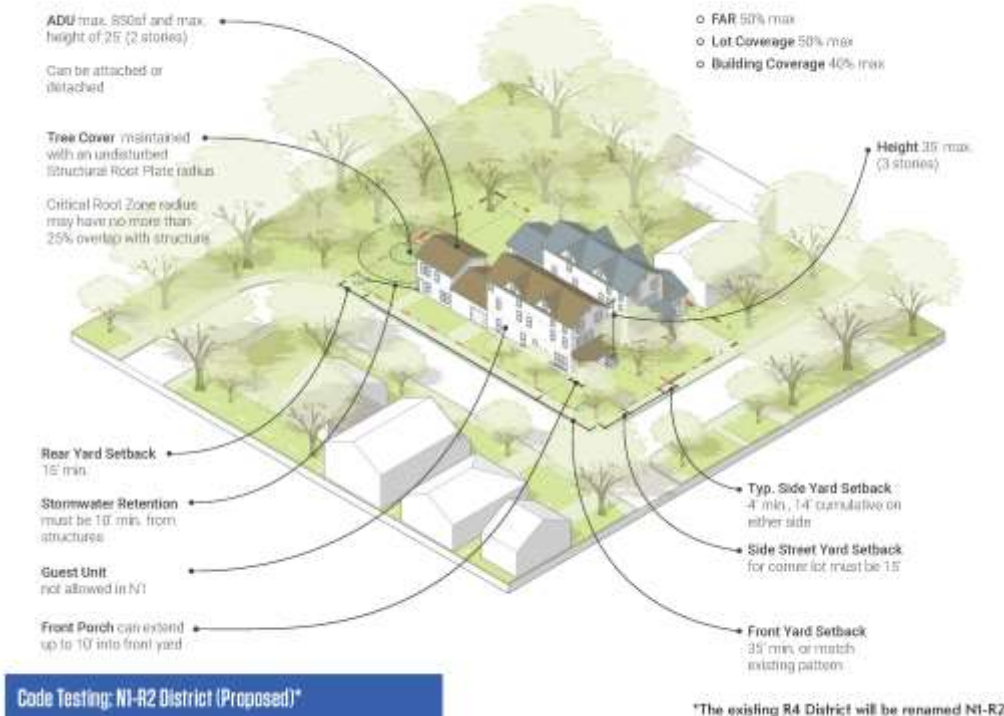 ADU max. 850sf and max.
height of 25' (2 stories)
Can be attached or
detached
Tree Cover maintained
with an undisturbed
Structural Root Plate radius
Critical Root Zone radius
may have no more than
25% overlap with structure
Rear Yard Setback
15' min.
Stormwater Retention
must be 10' min. from
structures
Guest Unit
not allowed in N1
Front Porch can extend
up to 10' into front yard
FAR 50% max
Lot Coverage 50% max
Building Coverage 40% max
Height 35' max.
(3 stories)
Typ. Side Yard Setback
4' min., 14' cumulative on
either side
Side Street Yard Setback
for corner lot must be 15'
Front Yard Setback
35' min. or match
existing pattern
Code Testing: N1-R2 District (Proposed)*
*The existing R4 District will be renamed N1-R2